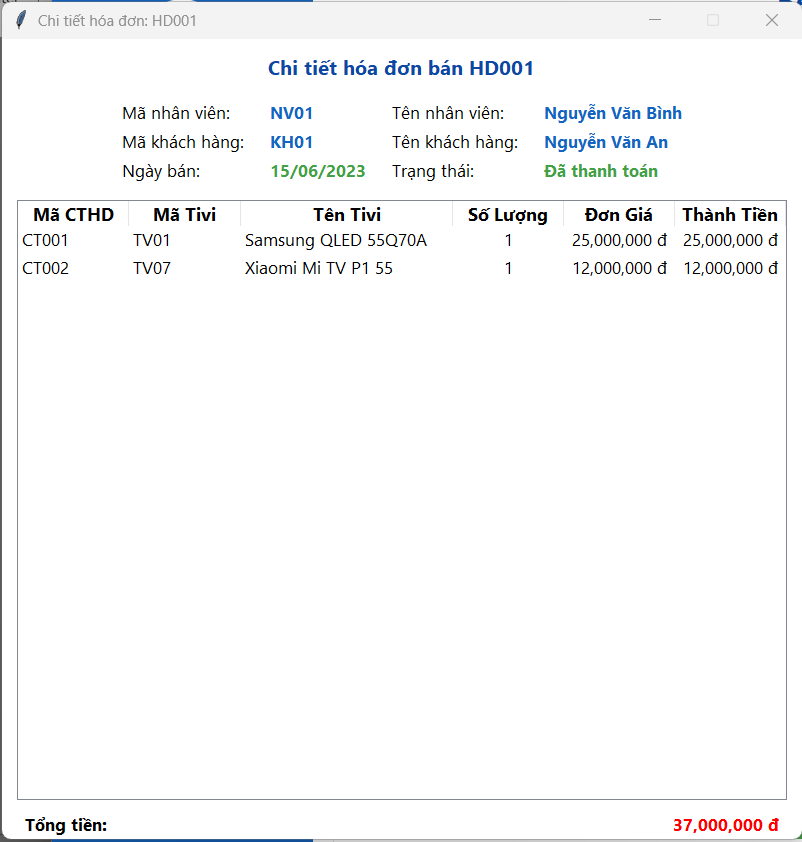 Chi tiết hóa đơn: HD001
Chi tiết hóa đơn bán HD001
Mã nhân viên: NV01 Tên nhân viên: Nguyễn Văn Bình
Mã khách hàng: KH01 Tên khách hàng: Nguyễn Văn An
Ngày bán: 15/06/2023 Trạng thái: Đã thanh toán
Mã CTHD Mã Tivi Tên Tivi Số Lượng Đơn Giá Thành Tiền
CT001 TV01 Samsung QLED 55Q70A 1 25,000,000 đ 25,000,000 đ
CT002 TV07 Xiaomi Mi TV P1 55 1 12,000,000 đ 12,000,000 đ
Tổng tiền: 37,000,000 đ